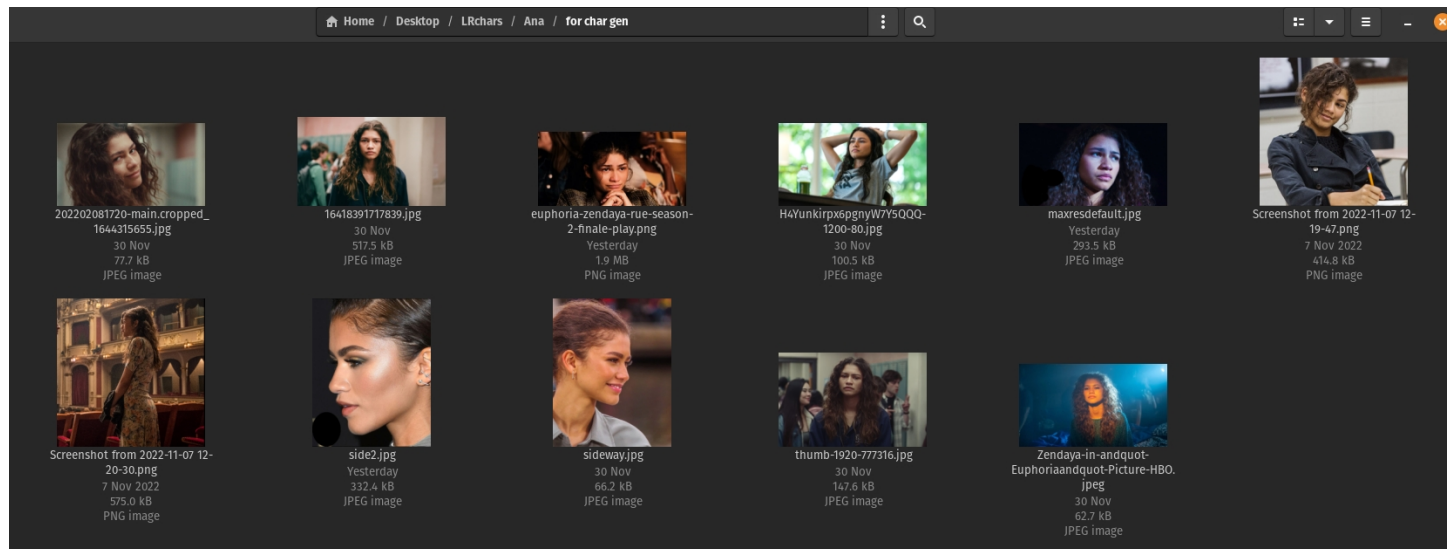 Home / Desktop / LRchars / Ana / for char gen
202202081720-main.cropped_
1644315655.jpg
30 Nov
77.7 kB
JPEG image
16418391717839.jpg
30 Nov
517.5 kB
JPEG image
euphoria-zendaya-rue-season-
2-finale-play.png
Yesterday
1.9 MB
PNG image
H4Yunkirpx6pgnyW7Y5QQQ-
1200-80.jpg
30 Nov
100.5 kB
JPEG image
maxresdefault.jpg
Yesterday
293.5 kB
JPEG image
Screenshot from 2022-11-07 12-
19-47.png
7 Nov 2022
414.8 kB
PNG image
Screenshot from 2022-11-07 12-
20-30.png
7 Nov 2022
575.0 kB
PNG image
side2.jpg
Yesterday
332.4 kB
JPEG image
sideway.jpg
30 Nov
66.2 kB
JPEG image
thumb-1920-777316.jpg
30 Nov
147.6 kB
JPEG image
Zendaya-in-andquot-
Euphoriaandquot-Picture-HBO.
jpeg
30 Nov
62.7 kB
JPEG image